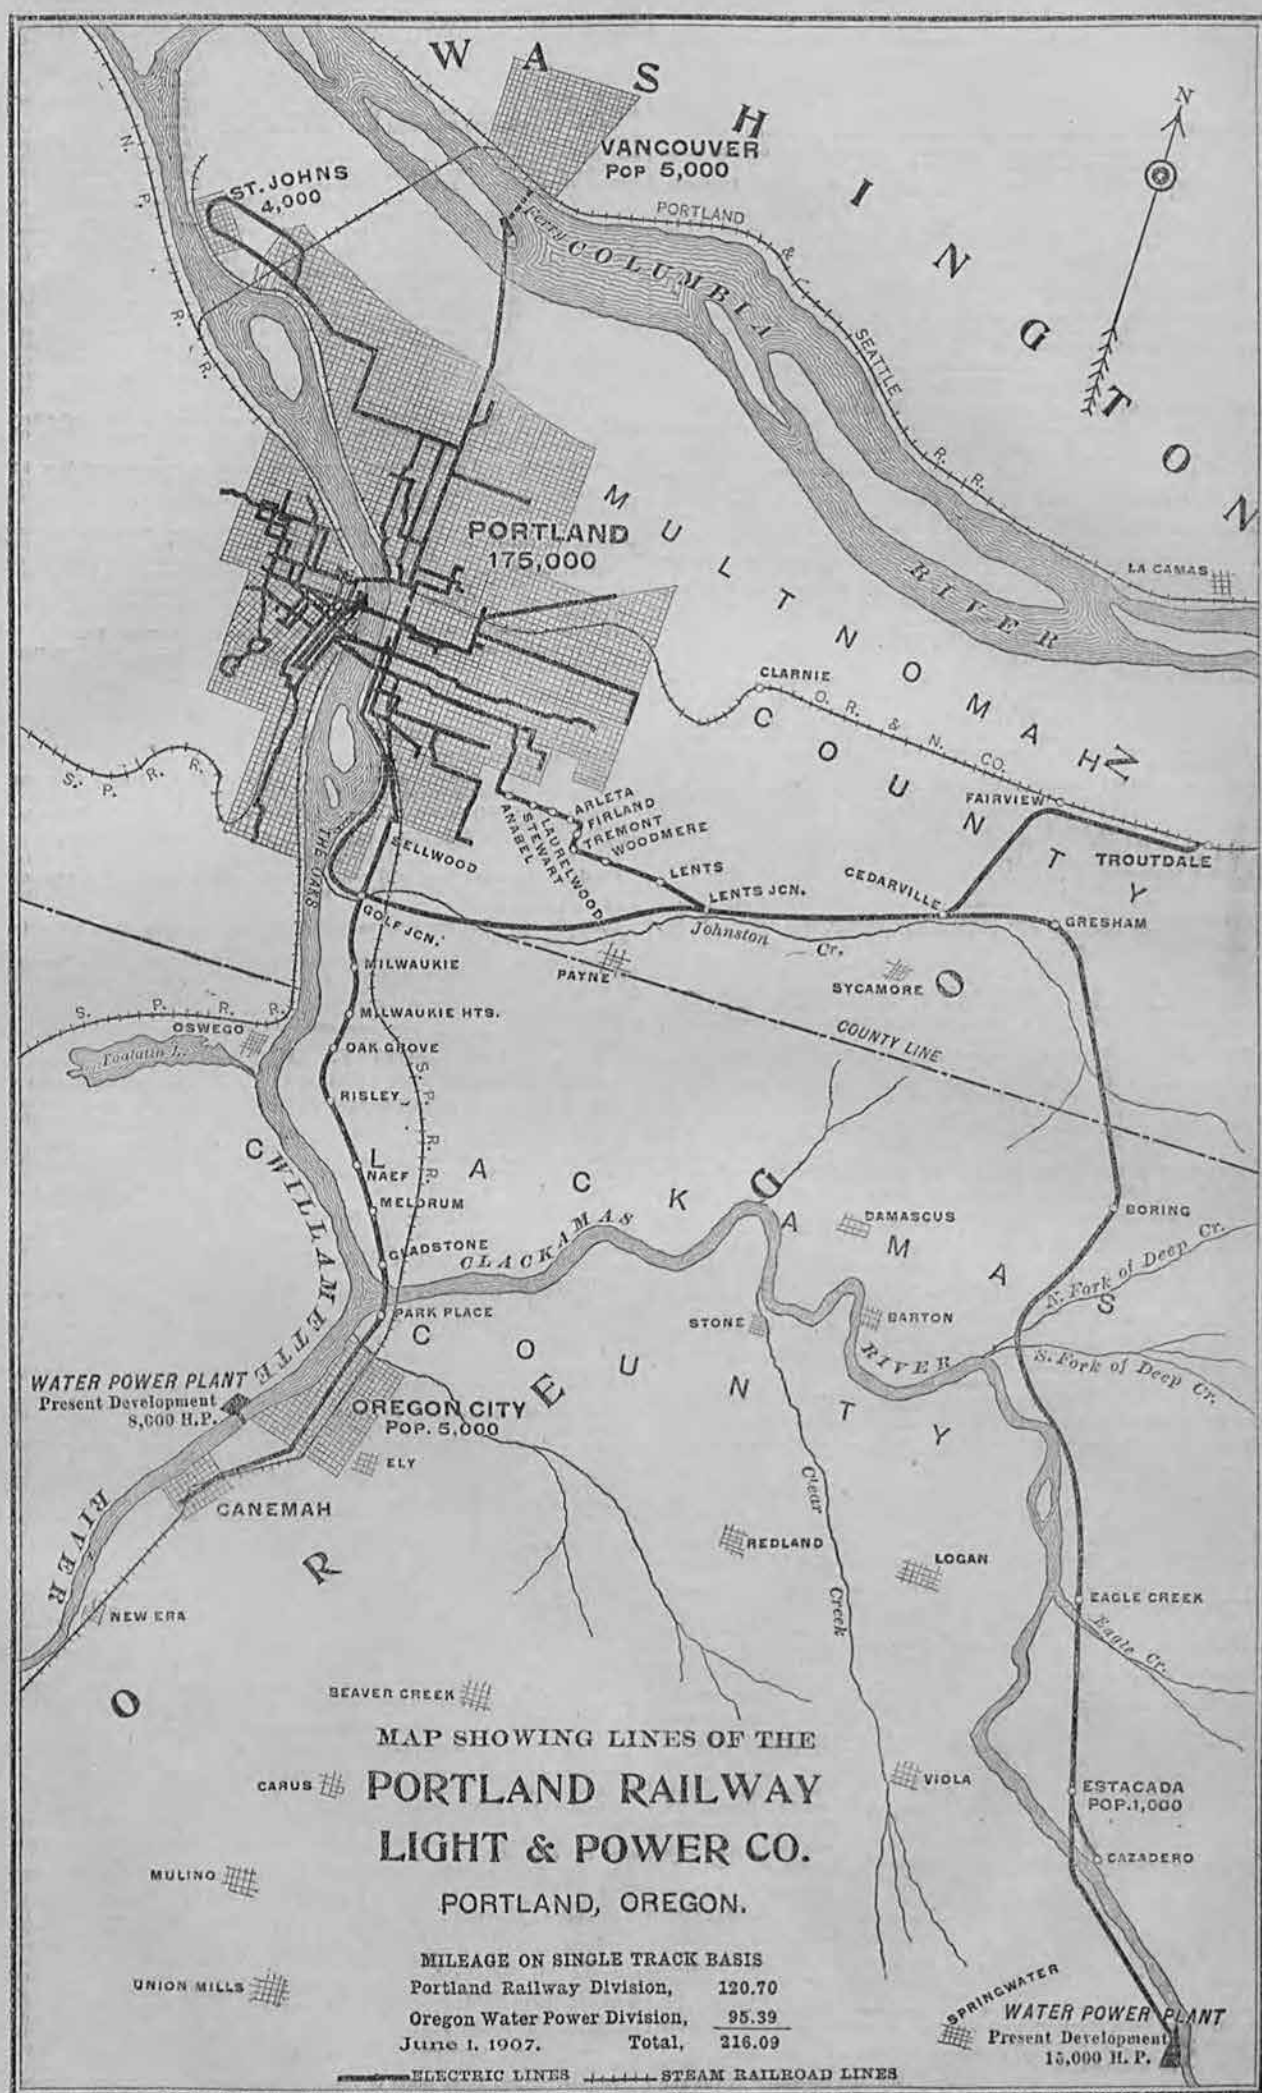 WASHINGTON
N
VANCOUVER
POP 5,000
ST. JOHNS
4,000
N. P. R. R.
Ferry
PORTLAND & SEATTLE R. R.
COLUMBIA RIVER
PORTLAND
175,000
MULTNOMAH COUNTY
LA CAMAS
CLARNIE
O. R. & N. CO.
FAIRVIEW
TROUTDALE
S. P. R. R.
ARLETA
FIRLAND
TREMONT
WOODMERE
LAURELWOOD
STEWART
ANABEL
SELLWOOD
THE OAKS
LENTS
LENTS JCN.
CEDARVILLE
GRESHAM
GOLF JCN.
Johnston Cr.
MILWAUKIE
PAYNE
SYCAMORE
COUNTY LINE
MILWAUKIE HTS.
S. P. R. R.
OSWEGO
Toalatin L.
OAK GROVE
RISLEY
S. P. R. R.
NAEF
MELDRUM
GLADSTONE
CLACKAMAS COUNTY
CLACKAMAS RIVER
WILLAMETTE RIVER
DAMASCUS
BORING
N. Fork of Deep Cr.
S. Fork of Deep Cr.
PARK PLACE
STONE
BARTON
WATER POWER PLANT
Present Development
8,000 H.P.
OREGON CITY
POP. 5,000
ELY
CANEMAH
OREGON
Clear Creek
REDLAND
LOGAN
EAGLE CREEK
Eagle Cr.
NEW ERA
BEAVER CREEK
CARUS
VIOLA
ESTACADA
POP. 1,000
CAZADERO
MULINO
UNION MILLS
SPRINGWATER
WATER POWER PLANT
Present Development
15,000 H. P.
MAP SHOWING LINES OF THE
PORTLAND RAILWAY
LIGHT & POWER CO.
PORTLAND, OREGON.
MILEAGE ON SINGLE TRACK BASIS
Portland Railway Division, 120.70
Oregon Water Power Division, 95.39
June 1, 1907. Total, 216.09
ELECTRIC LINES STEAM RAILROAD LINES